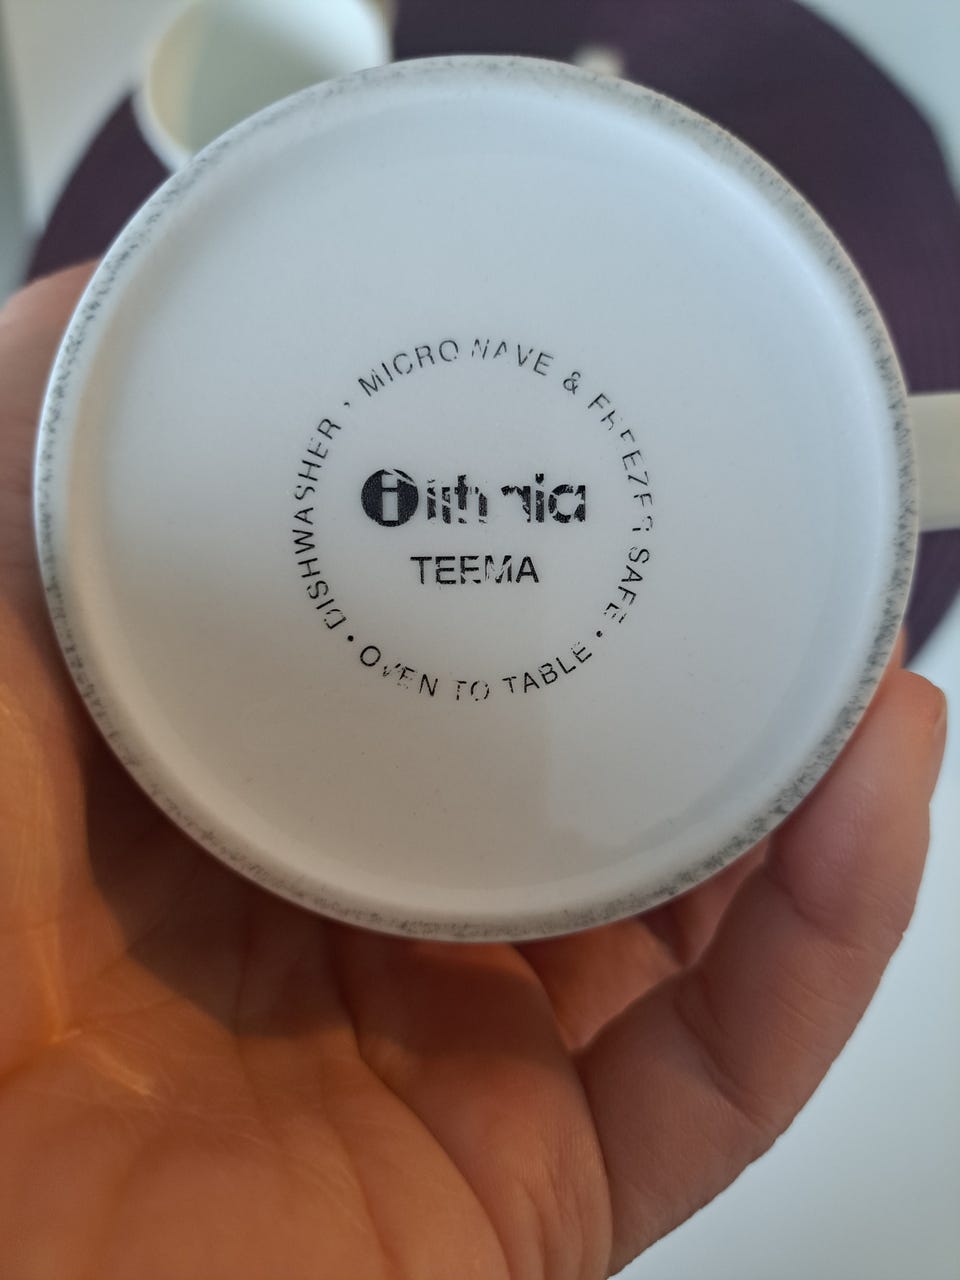 DISHWASHER, MICROWAVE & FREEZER SAFE •
iittala
TEEMA
OVEN TO TABLE •